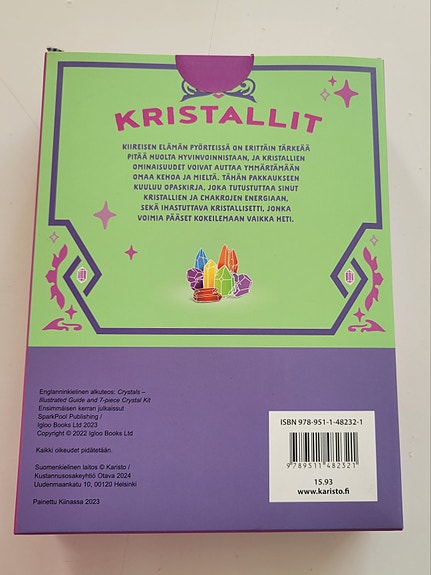 KRISTALLIT
KIIREISEN ELÄMÄN PYÖRTEISSÄ ON ERITTÄIN TÄRKEÄÄ
PITÄÄ HUOLTA HYVINVOINNISTAAN, JA KRISTALLIEN
OMINAISUUDET VOIVAT AUTTAA YMMÄRTÄMÄÄN
OMAA KEHOA JA MIELTÄ. TÄHÄN PAKKAUKSEEN
KUULUU OPASKIRJA, JOKA TUTUSTUTTAA SINUT
KRISTALLIEN JA CHAKROJEN ENERGIAAN,
SEKÄ IHASTUTTAVA KRISTALLISETTI, JONKA
VOIMIA PÄÄSET KOKEILEMAAN VAIKKA HETI.
Englanninkielinen alkuteos: Crystals –
Illustrated Guide and 7-piece Crystal Kit
Ensimmäisen kerran julkaissut
SparkPool Publishing /
Igloo Books Ltd 2023
Copyright © 2022 Igloo Books Ltd
Kaikki oikeudet pidätetään.
Suomenkielinen laitos © Karisto /
Kustannusosakeyhtiö Otava 2024
Uudenmaankatu 10, 00120 Helsinki
Painettu Kiinassa 2023
ISBN 978-951-1-48232-1
9 789511 482321
15.93
www.karisto.fi